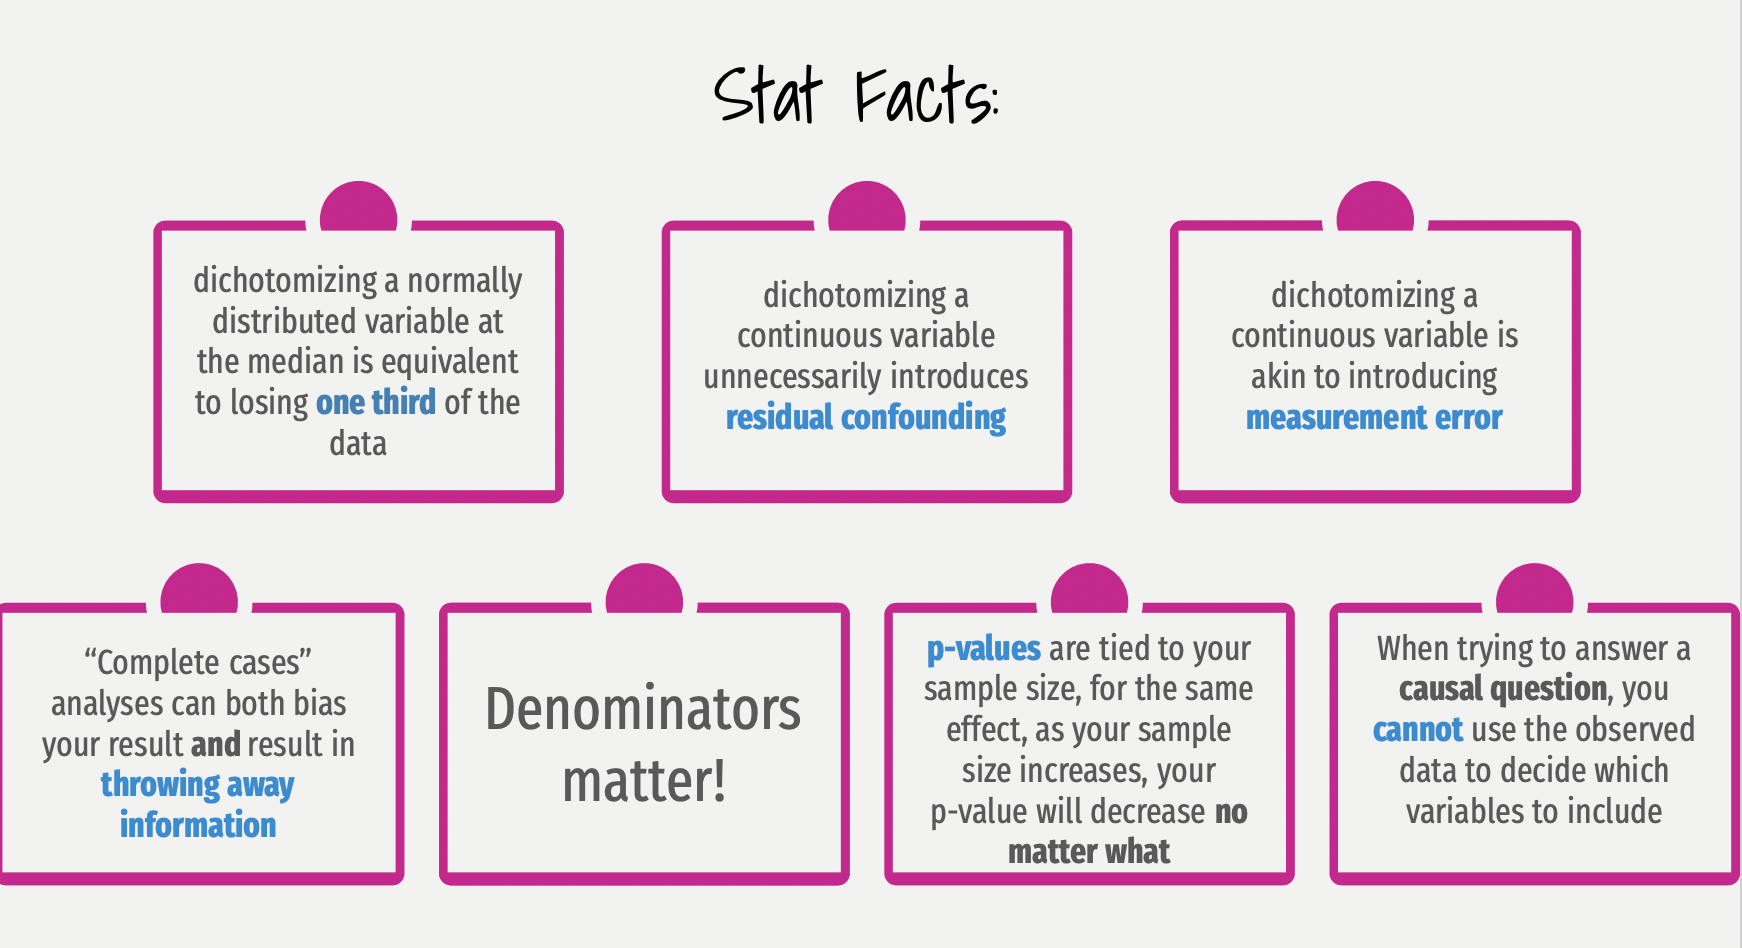 Stat Facts:
dichotomizing a normally
distributed variable at
the median is equivalent
to losing one third of the
data
dichotomizing a
continuous variable
unnecessarily introduces
residual confounding
dichotomizing a
continuous variable is
akin to introducing
measurement error
“Complete cases”
analyses can both bias
your result and result in
throwing away
information
Denominators
matter!
p-values are tied to your
sample size, for the same
effect, as your sample
size increases, your
p-value will decrease no
matter what
When trying to answer a
causal question, you
cannot use the observed
data to decide which
variables to include